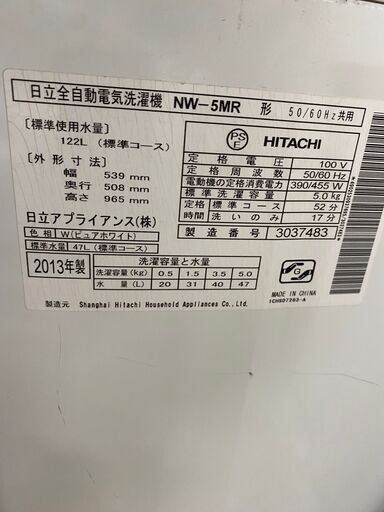 日立全自動電気洗濯機 NW-5MR 形 50/60Hz共用
〔標準使用水量〕
122L (標準コース)
〔外形寸法〕
幅 539 mm
奥行 508 mm
高さ 965 mm
日立アプライアンス(株)
色相 W(ピュアホワイト)
標準水量 47L(標準コース)
PS E HITACHI
定格電圧 100 V
定格周波数 50/60 Hz
電動機の定格消費電力 390/455 W
標準洗濯容量 5.0kg
定格 標準コース 52分
時間 洗いのみ 17分
製造番号 3037483
2013年製
洗濯容量と水量
洗濯容量(kg) 0.5 1.5 3.5 5.0
水量(L) 20 31 40 47
G
MADE IN CHINA
1CHS07283-A
製造元 Shanghai Hitachi Household Appliances Co.,Ltd.